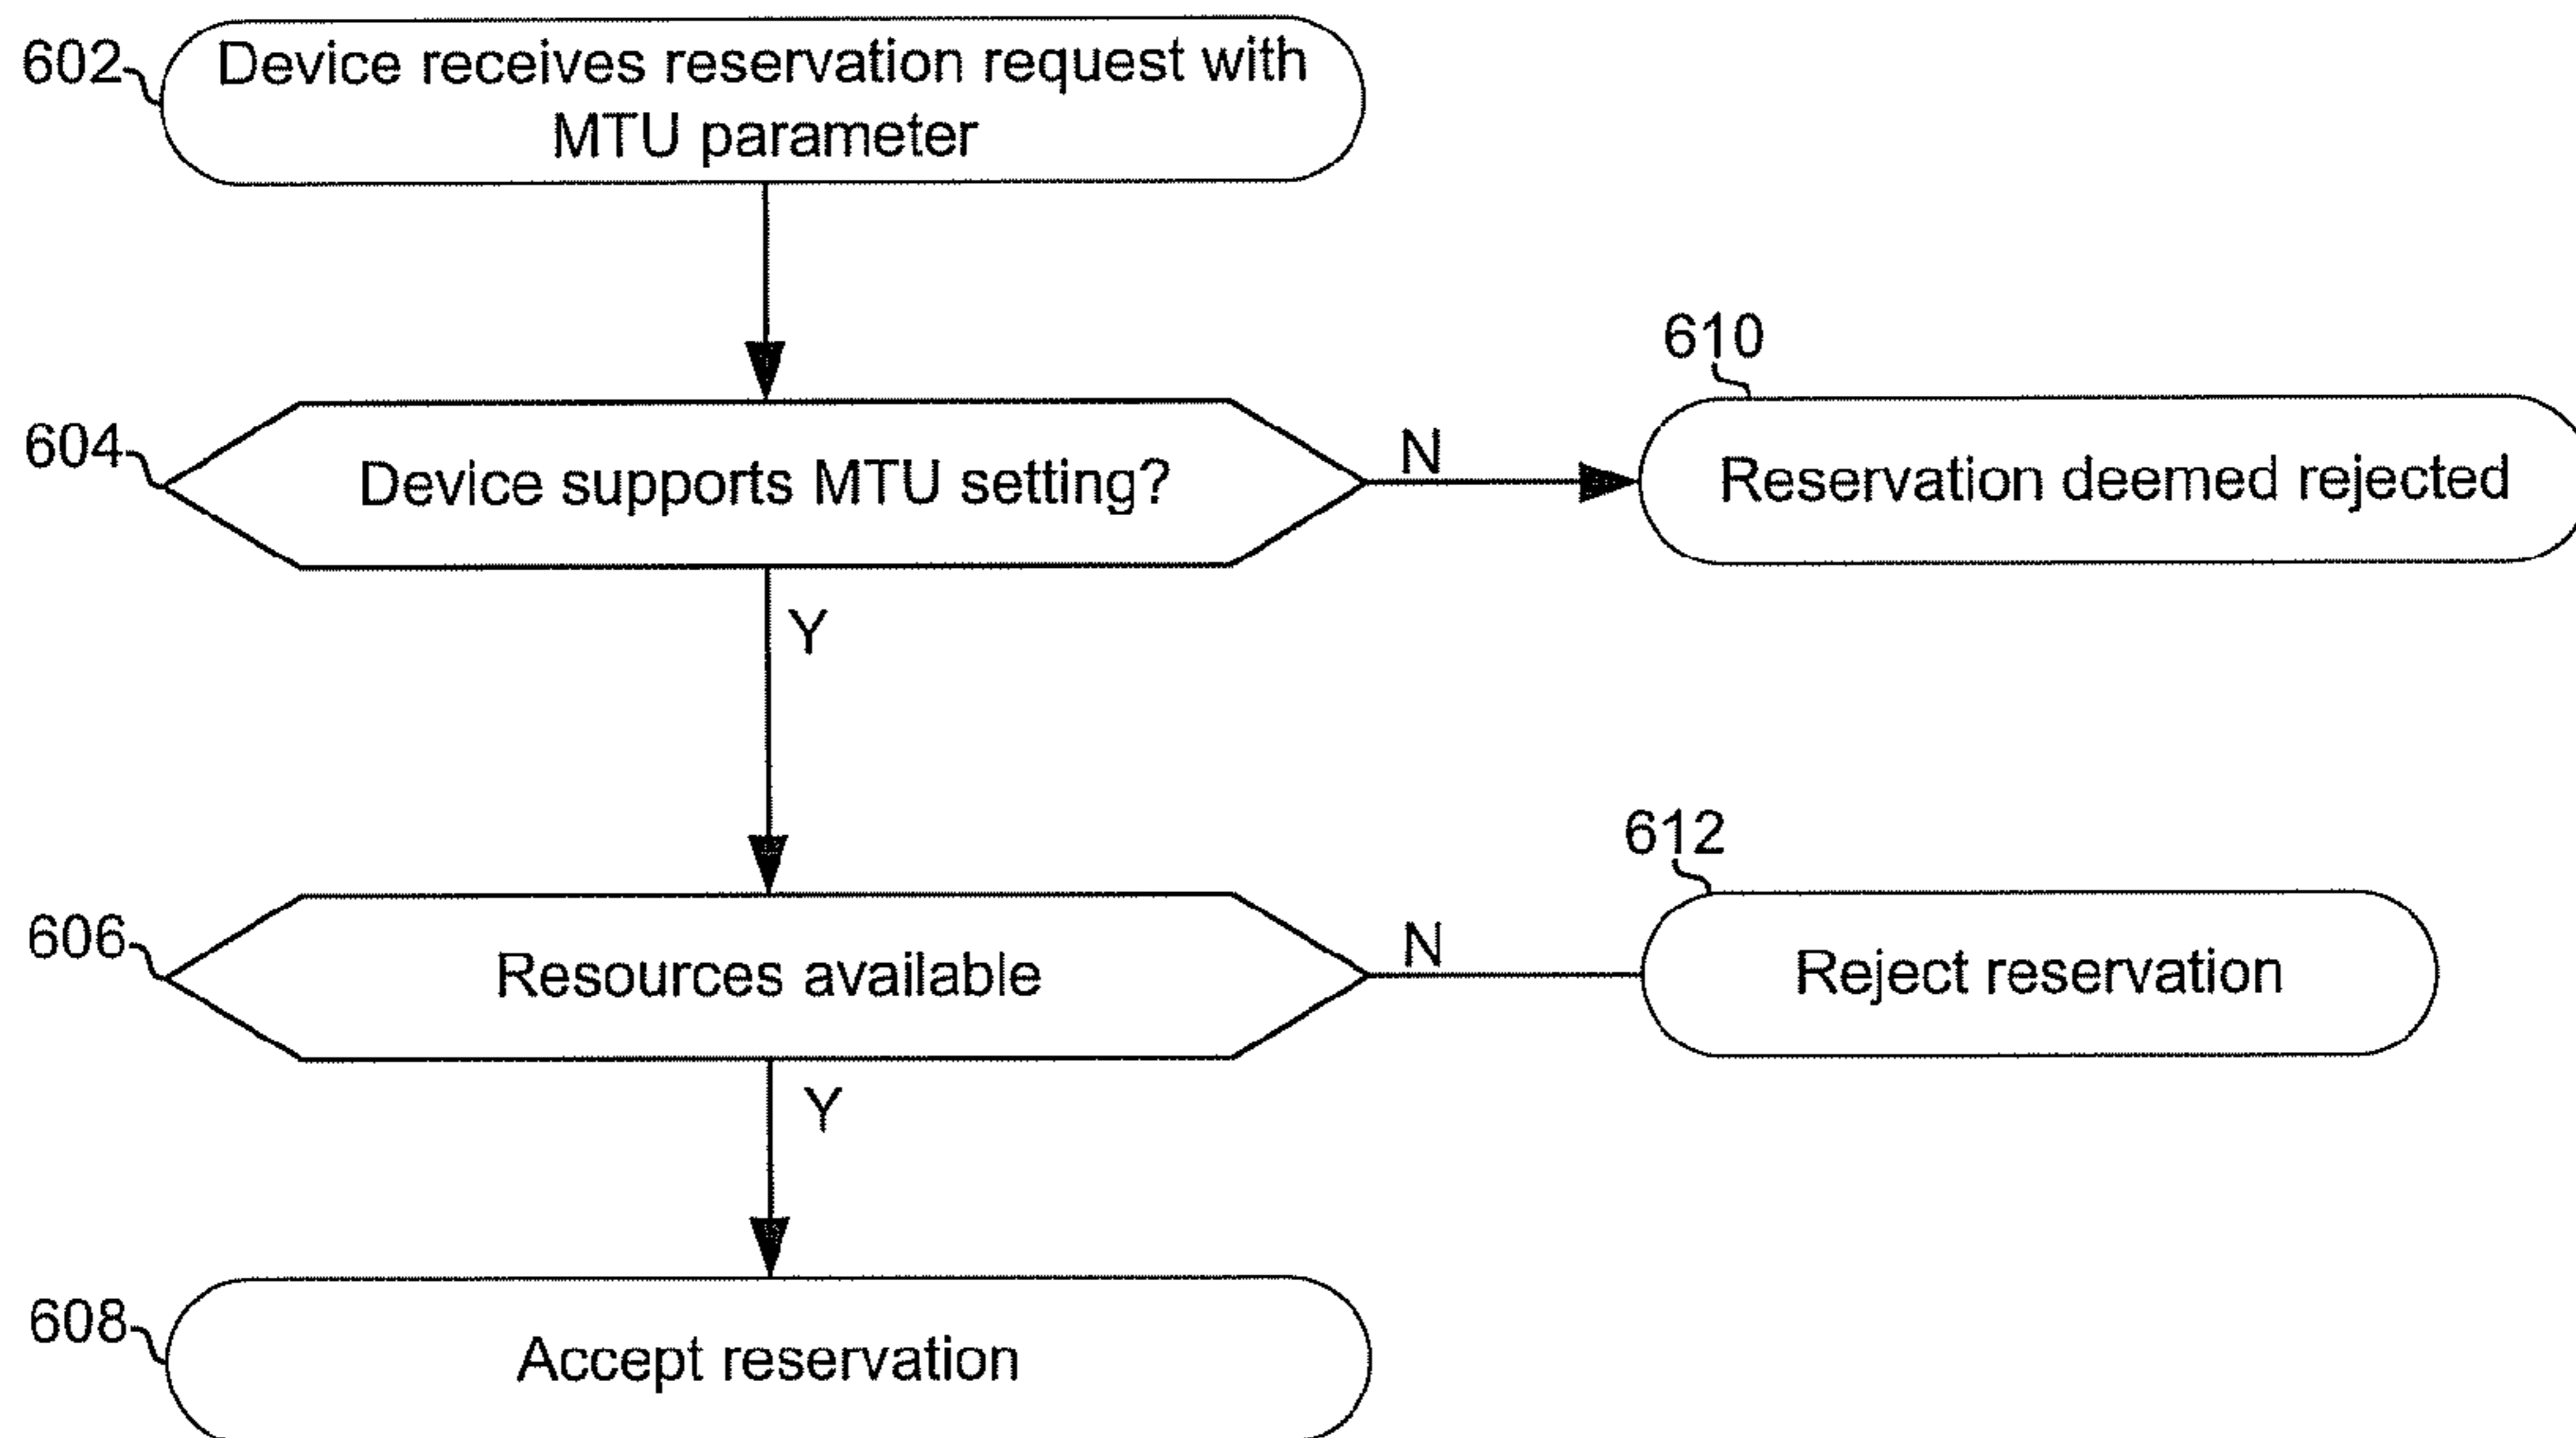 602
Device receives reservation request with
MTU parameter
610
604
Device supports MTU setting?
N
Reservation deemed rejected
Y
612
606
Resources available
N
Reject reservation
Y
608
Accept reservation